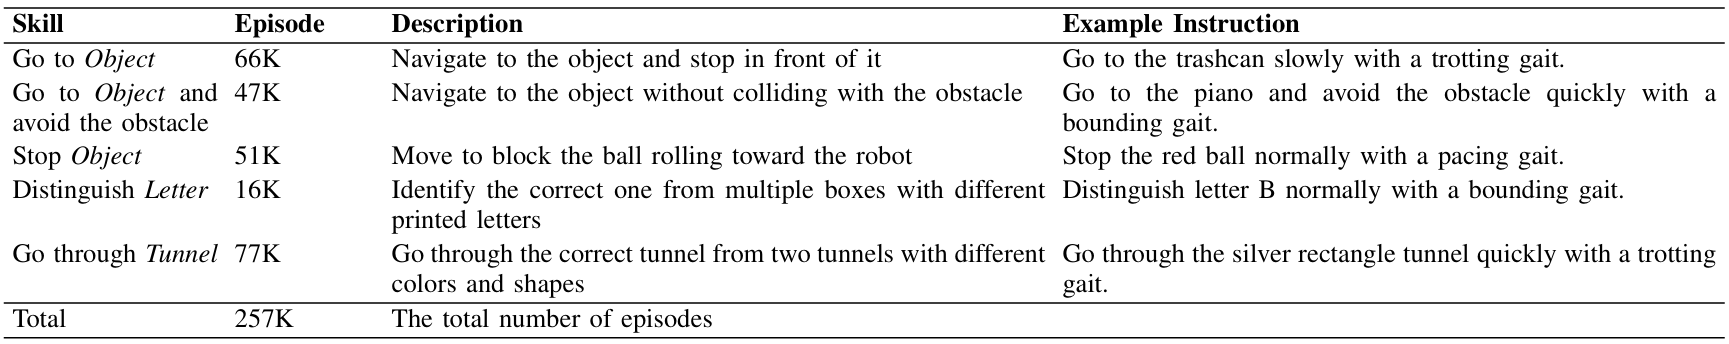 Skill Episode Description Example Instruction
Go to Object 66K Navigate to the object and stop in front of it Go to the trashcan slowly with a trotting gait.
Go to Object and 47K Navigate to the object without colliding with the obstacle Go to the piano and avoid the obstacle quickly with a
avoid the obstacle bounding gait.
Stop Object 51K Move to block the ball rolling toward the robot Stop the red ball normally with a pacing gait.
Distinguish Letter 16K Identify the correct one from multiple boxes with different Distinguish letter B normally with a bounding gait.
printed letters
Go through Tunnel 77K Go through the correct tunnel from two tunnels with different Go through the silver rectangle tunnel quickly with a trotting
colors and shapes gait.
Total 257K The total number of episodes